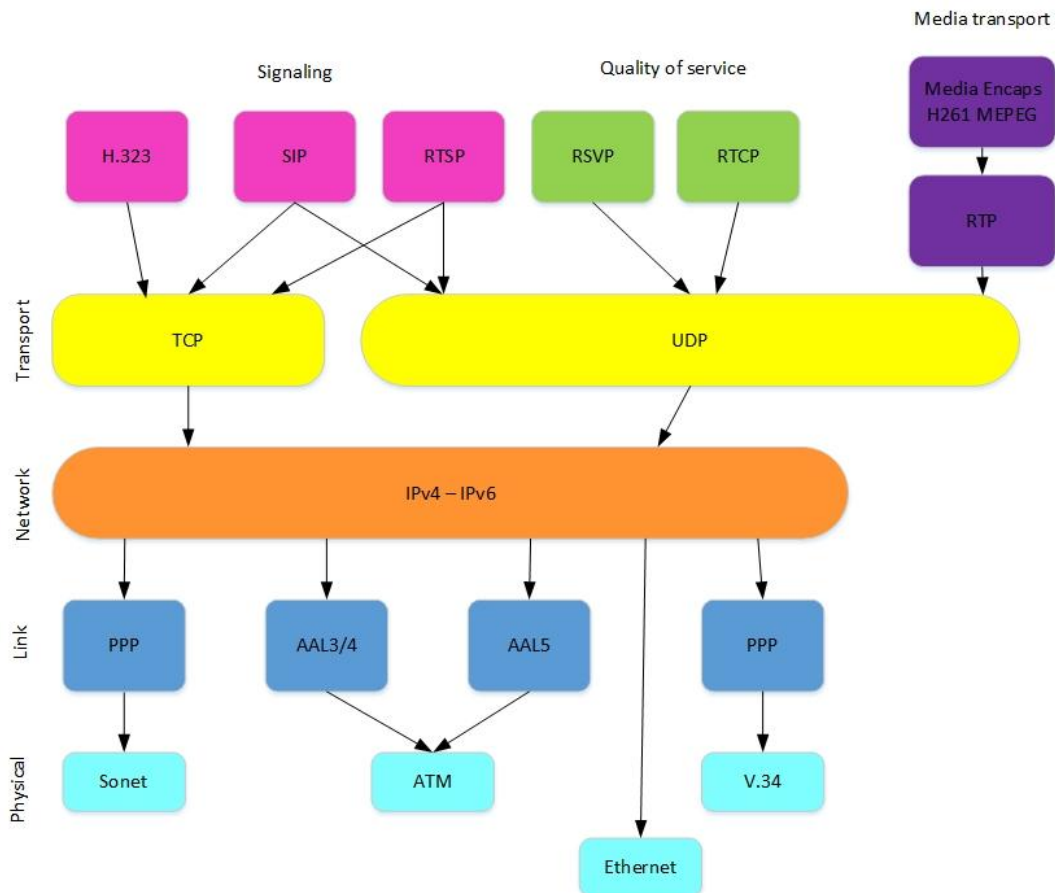 Media transport
Signaling
Quality of service
Media Encaps
H261 MEPEG
H.323
SIP
RTSP
RSVP
RTCP
RTP
Transport
TCP
UDP
Network
IPv4 – IPv6
Link
PPP
AAL3/4
AAL5
PPP
Physical
Sonet
ATM
V.34
Ethernet